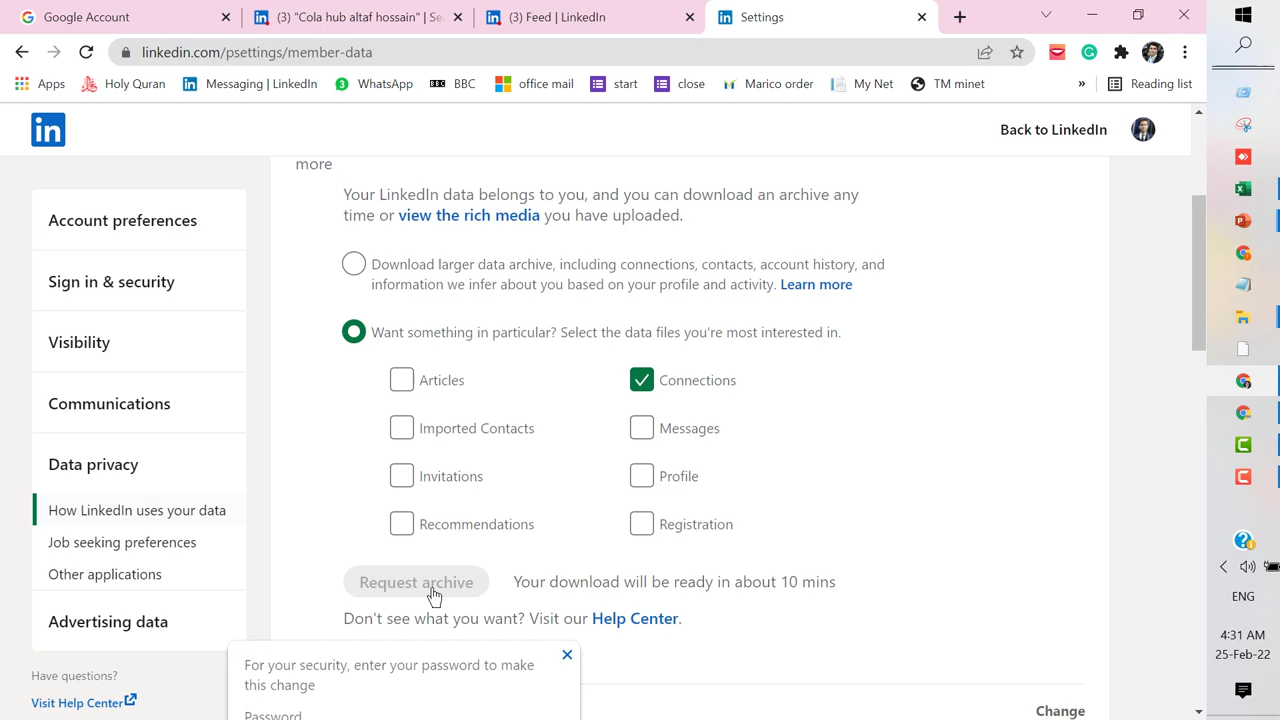 Google Account
(3) "Cola hub altaf hossain" | Se
(3) Feed | LinkedIn
Settings
linkedin.com/psettings/member-data
Apps
Holy Quran
Messaging | LinkedIn
3
WhatsApp
BBC
BBC
office mail
start
close
Marico order
My Net
TM minet
»
Reading list
in
Back to LinkedIn
more
Account preferences
Sign in & security
Visibility
Communications
Data privacy
How LinkedIn uses your data
Job seeking preferences
Other applications
Advertising data
Have questions?
Visit Help Center
Your LinkedIn data belongs to you, and you can download an archive any
time or view the rich media you have uploaded.
Download larger data archive, including connections, contacts, account history, and
information we infer about you based on your profile and activity. Learn more
Want something in particular? Select the data files you're most interested in.
Articles
Connections
Imported Contacts
Messages
Invitations
Profile
Recommendations
Registration
Request archive
Your download will be ready in about 10 mins
Don't see what you want? Visit our Help Center.
For your security, enter your password to make
this change
Password
Change
ENG
4:31 AM
25-Feb-22